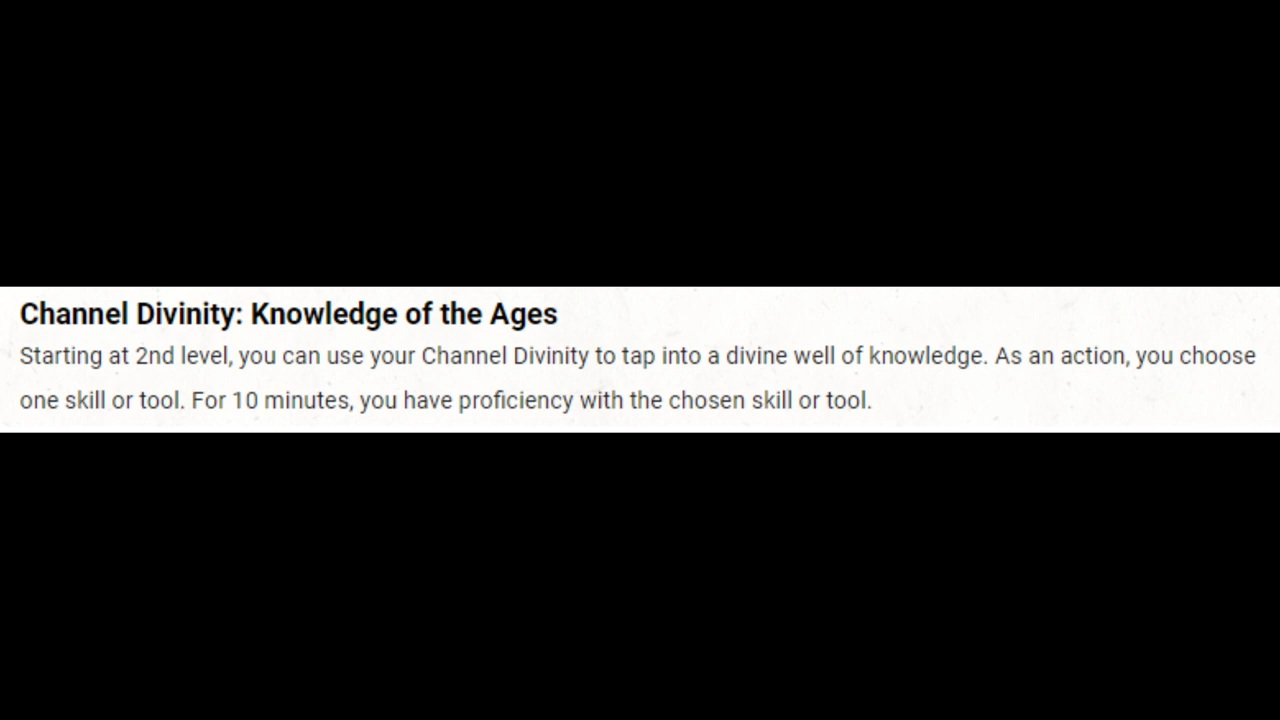 Channel Divinity: Knowledge of the Ages
Starting at 2nd level, you can use your Channel Divinity to tap into a divine well of knowledge. As an action, you choose
one skill or tool. For 10 minutes, you have proficiency with the chosen skill or tool.